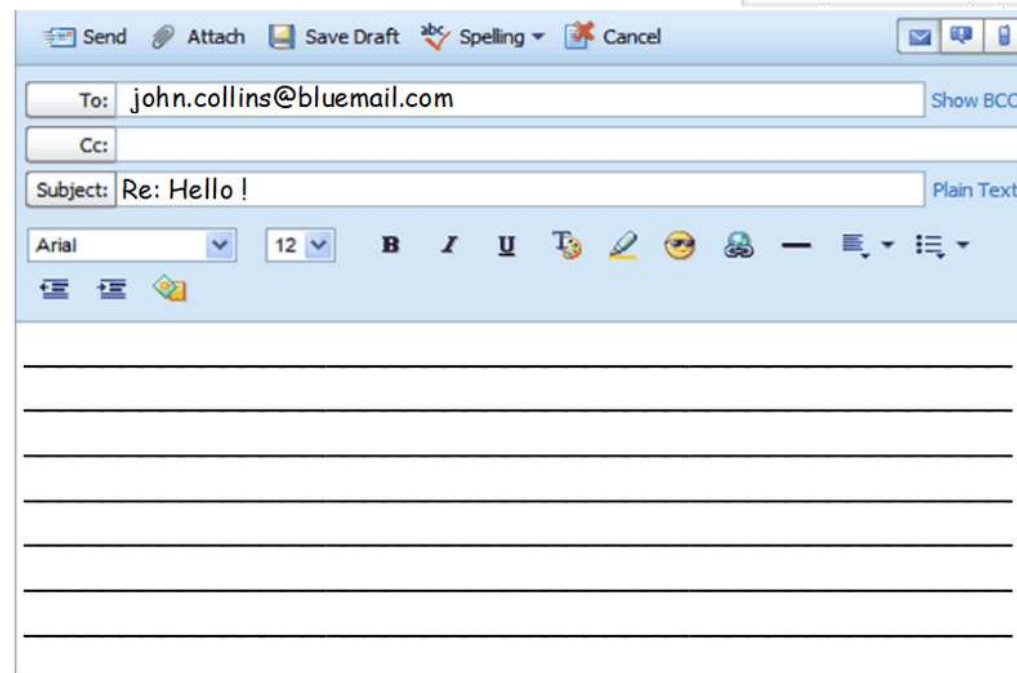 Send Attach Save Draft Spelling Cancel
To: john.collins@bluemail.com Show BCC
Cc:
Subject: Re: Hello ! Plain Text
Arial 12 B I U